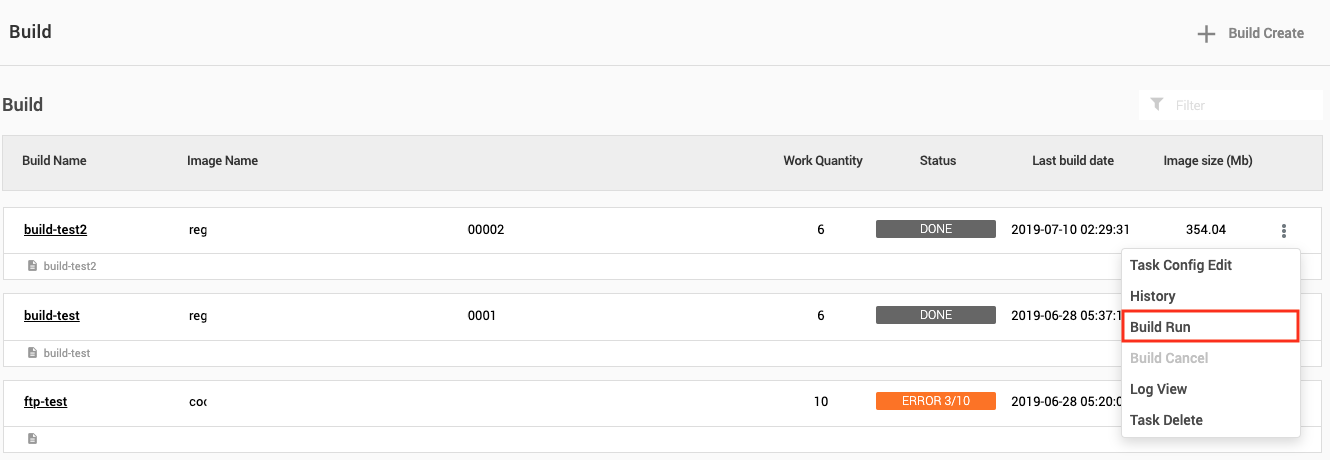 Build
Build Create
Build
Filter
Build Name Image Name Work Quantity Status Last build date Image size (Mb)
build-test2 reg 00002 6 DONE 2019-07-10 02:29:31 354.04
build-test2
build-test reg 0001 6 DONE 2019-06-28 05:37:1
build-test
ftp-test coc 10 ERROR 3/10 2019-06-28 05:20:0
Task Config Edit
History
Build Run
Build Cancel
Log View
Task Delete